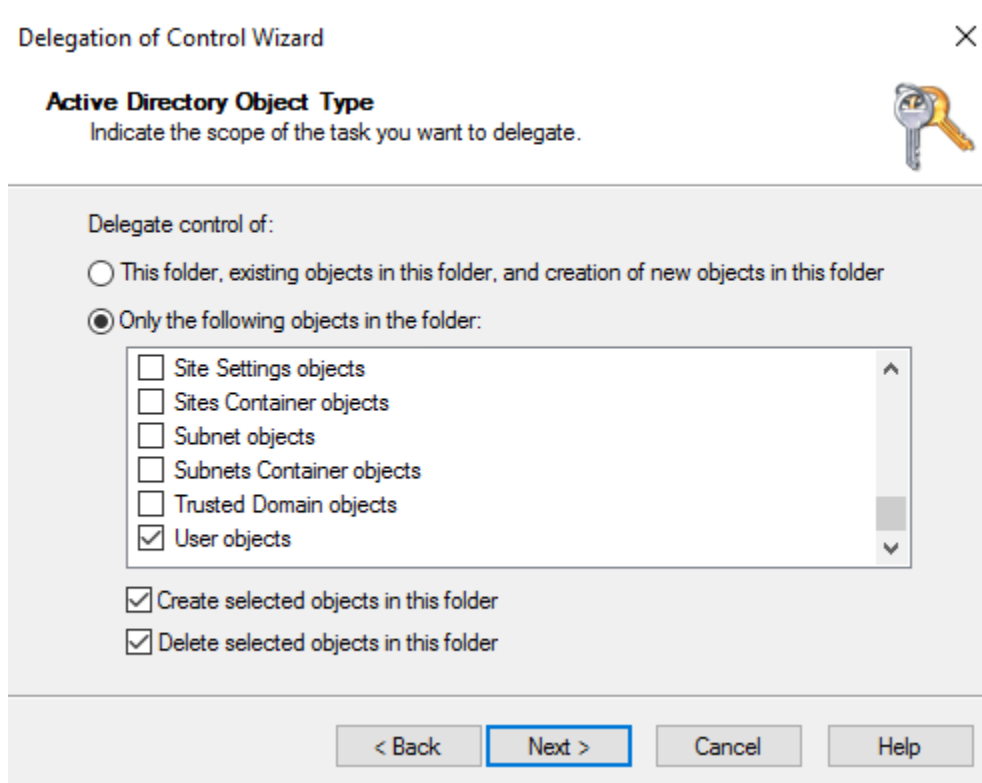 Delegation of Control Wizard
Active Directory Object Type
Indicate the scope of the task you want to delegate.
Delegate control of:
This folder, existing objects in this folder, and creation of new objects in this folder
Only the following objects in the folder:
Site Settings objects
Sites Container objects
Subnet objects
Subnets Container objects
Trusted Domain objects
User objects
Create selected objects in this folder
Delete selected objects in this folder
< Back Next > Cancel Help